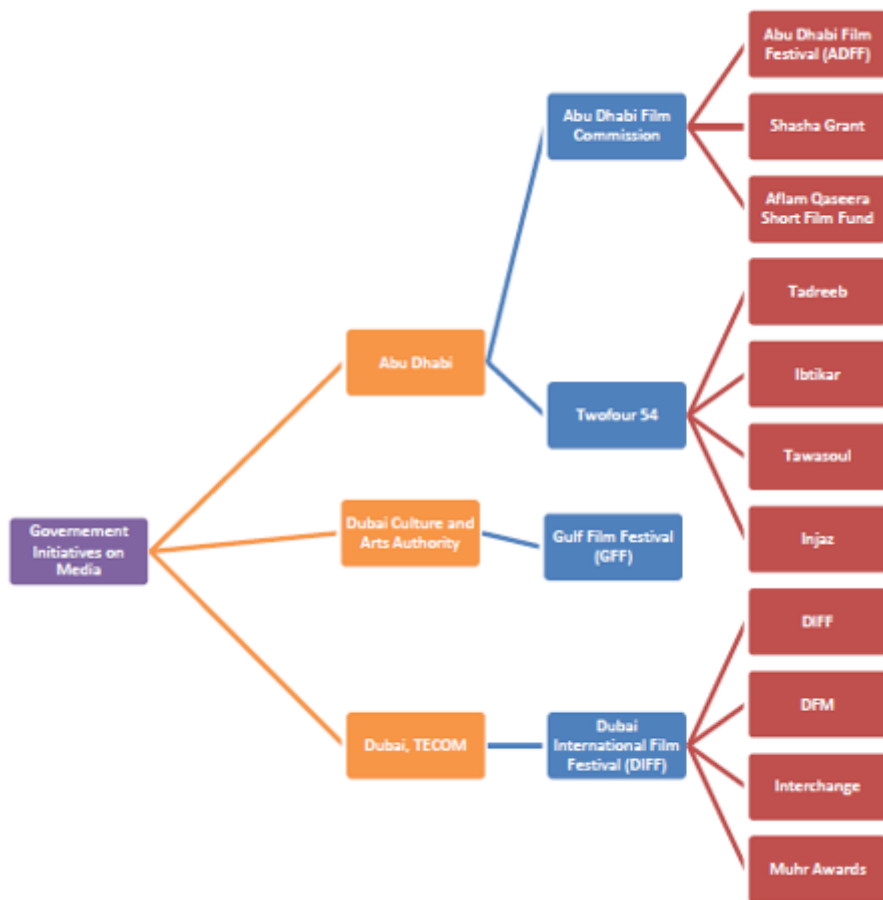 Abu Dhabi Film
Festival (ADFF)
Abu Dhabi Film
Commission
Shasha Grant
Aflam Qaseera
Short Film Fund
Tadreeb
Abu Dhabi
Ibtikar
Twofour 54
Tawasoul
Governement
Initiatives on
Media
Dubai Culture and
Arts Authority
Gulf Film Festival
(GFF)
Injaz
DIFF
DFM
Dubai, TECOM
Dubai
International Film
Festival (DIFF)
Interchange
Muhr Awards